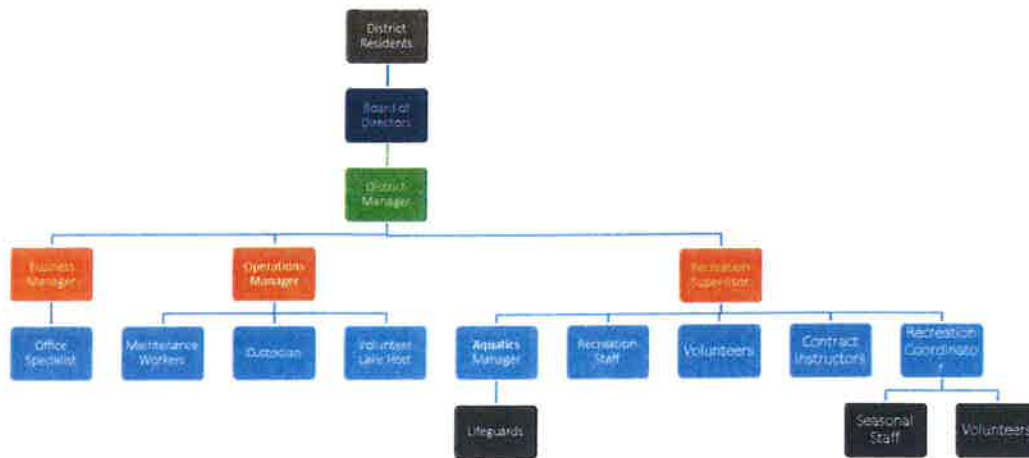 District
Residents
Board of
Directors
District
Manager
Business
Manager
Operations
Manager
Recreation
Supervisor
Office
Specialist
Maintenance
Workers
Custodian
Volunteer
Lake Host
Aquatics
Manager
Recreation
Staff
Volunteers
Contract
Instructors
Recreation
Coordinato
r
Lifeguards
Seasonal
Staff
Volunteers